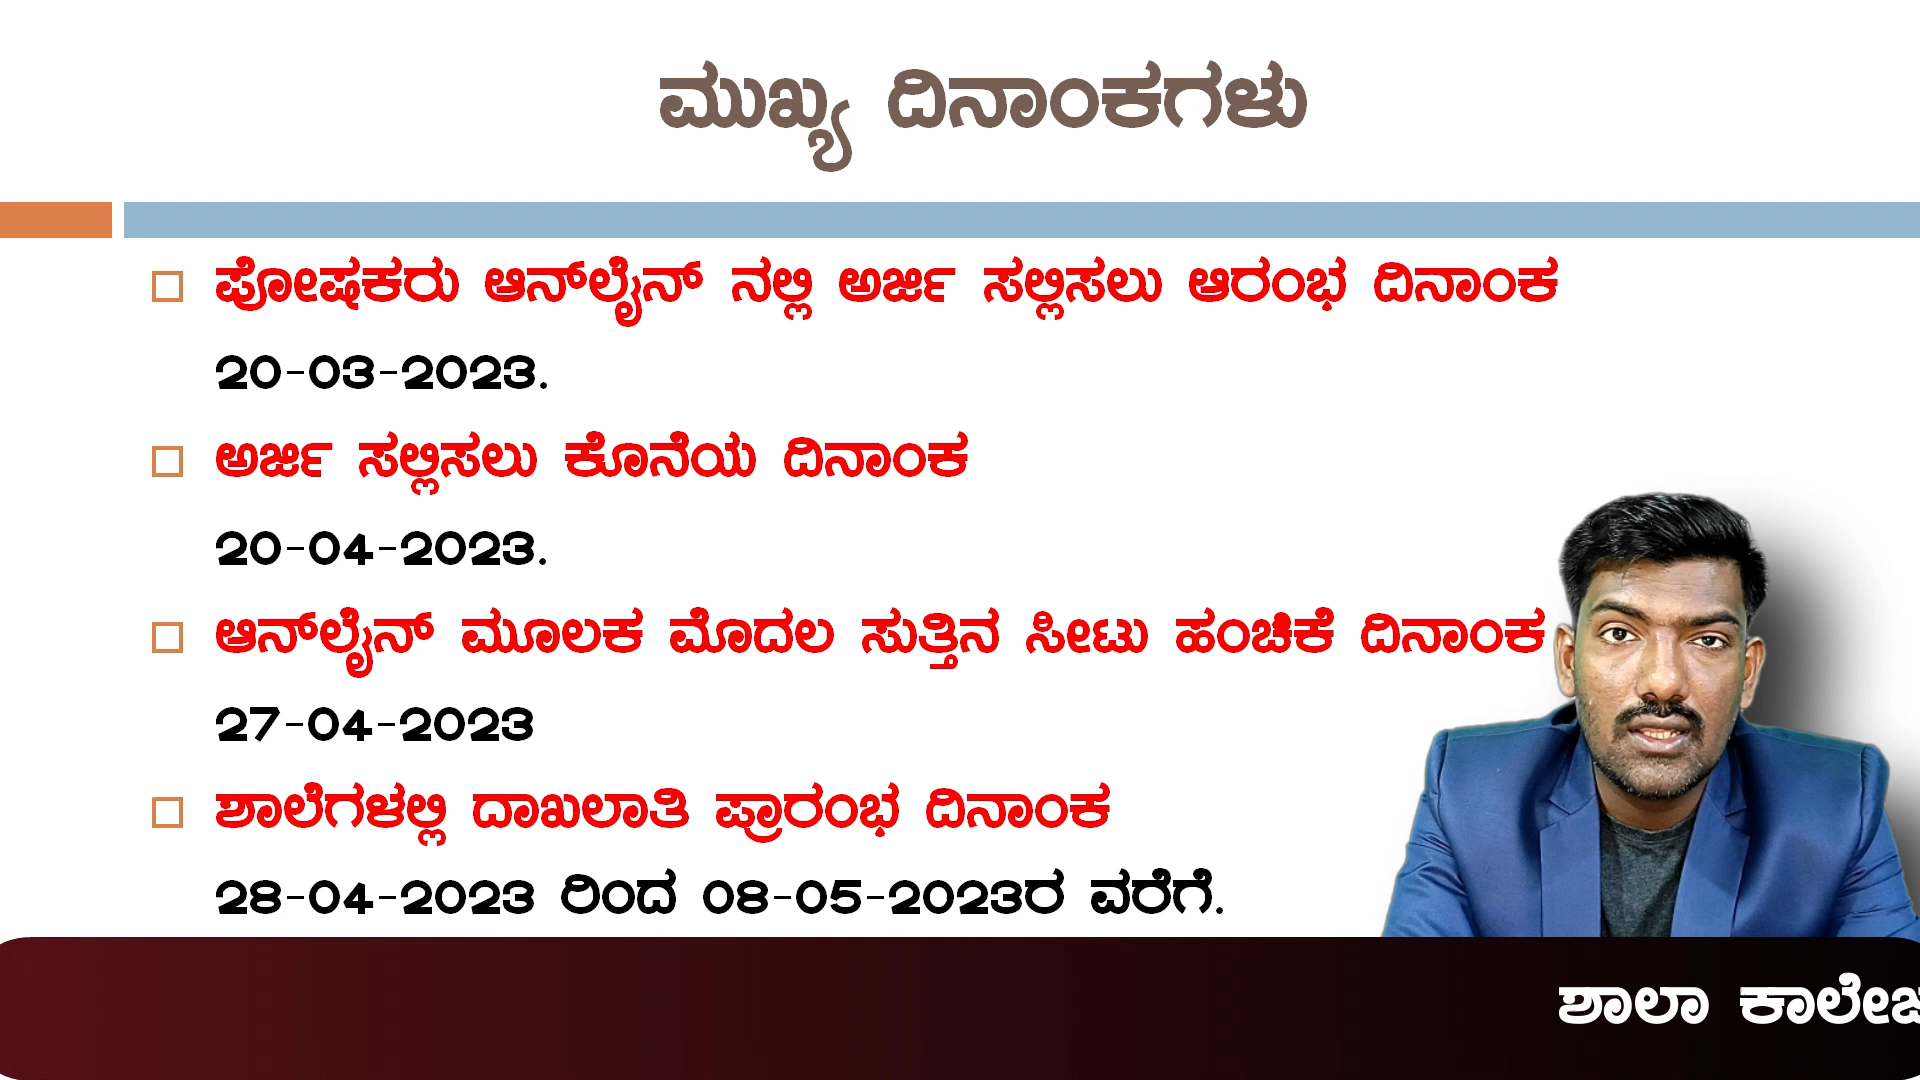 ಮುಖ್ಯ ದಿನಾಂಕಗಳು
ಪೋಷಕರು ಆನ್‌ಲೈನ್ ನಲ್ಲಿ ಅರ್ಜಿ ಸಲ್ಲಿಸಲು ಆರಂಭ ದಿನಾಂಕ
20-03-2023.
ಅರ್ಜಿ ಸಲ್ಲಿಸಲು ಕೊನೆಯ ದಿನಾಂಕ
20-04-2023.
ಆನ್‌ಲೈನ್ ಮೂಲಕ ಮೊದಲ ಸುತ್ತಿನ ಸೀಟು ಹಂಚಿಕೆ ದಿನಾಂಕ
27-04-2023
ಶಾಲೆಗಳಲ್ಲಿ ದಾಖಲಾತಿ ಪ್ರಾರಂಭ ದಿನಾಂಕ
28-04-2023 ರಿಂದ 08-05-2023ರ ವರೆಗೆ.
ಶಾಲಾ